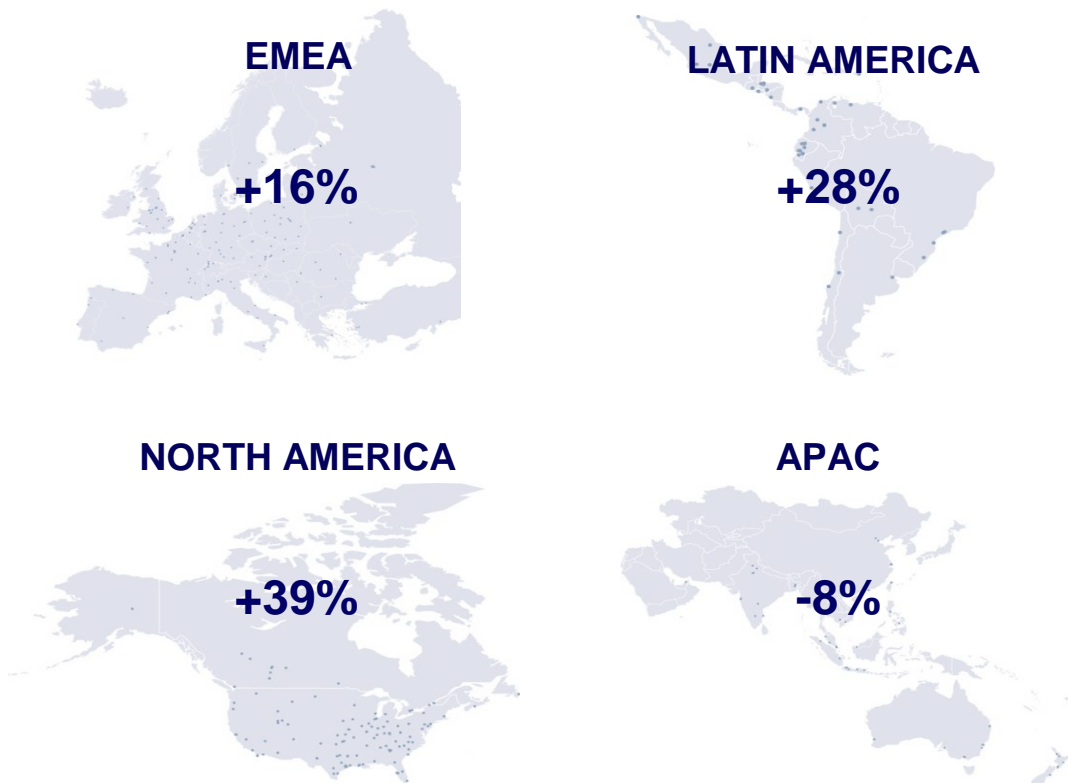 EMEA
+16%
LATIN AMERICA
+28%
NORTH AMERICA
+39%
APAC
-8%